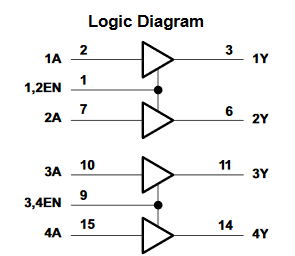 Logic Diagram
1A 2 3 1Y
1,2EN 1
2A 7 6 2Y
3A 10 11 3Y
3,4EN 9
4A 15 14 4Y